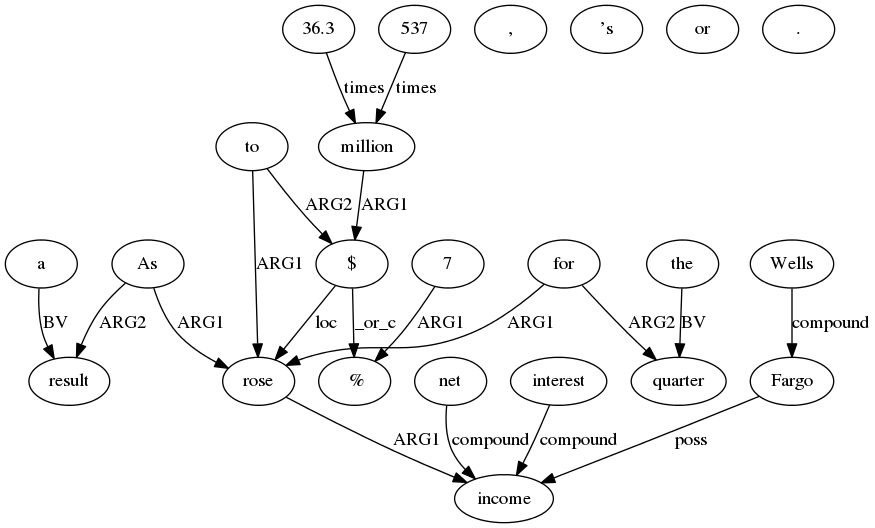 36.3 537 , 's or .
times times
to million
ARG2 ARG1
a As ARG1 $ 7 for the Wells
BV ARG2 ARG1 loc _or_c ARG1 ARG1 ARG2 BV compound
result rose % net interest quarter Fargo
ARG1 compound compound poss
income